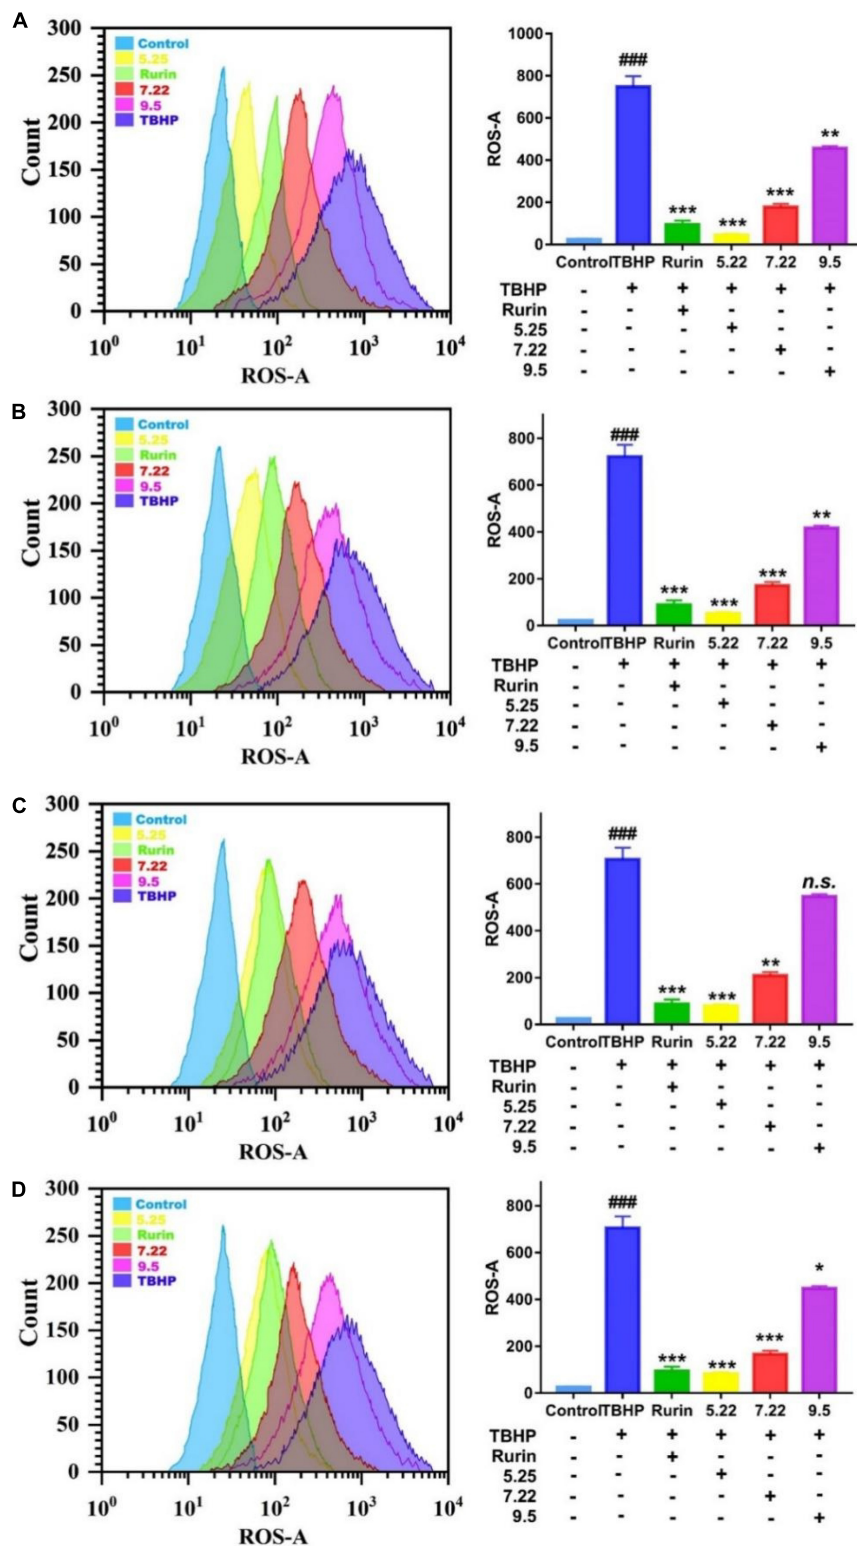 A
300
250
200
150
100
50
0
Count
Control
5.25
Rurin
7.22
9.5
TBHP
10^0 10^1 10^2 10^3 10^4
ROS-A
1000
800
600
400
200
0
ROS-A
### *** *** *** **
Control TBHP Rurin 5.22 7.22 9.5
TBHP - + + + + +
Rurin - - + - - -
5.25 - - - + - -
7.22 - - - - + -
9.5 - - - - - +
B
300
250
200
150
100
50
0
Count
Control
5.25
Rurin
7.22
9.5
TBHP
10^0 10^1 10^2 10^3 10^4
ROS-A
800
600
400
200
0
ROS-A
### *** *** *** **
Control TBHP Rurin 5.22 7.22 9.5
TBHP - + + + + +
Rurin - - + - - -
5.25 - - - + - -
7.22 - - - - + -
9.5 - - - - - +
C
300
250
200
150
100
50
0
Count
Control
5.25
Rurin
7.22
9.5
TBHP
10^0 10^1 10^2 10^3 10^4
ROS-A
800
600
400
200
0
ROS-A
### *** *** ** n.s.
Control TBHP Rurin 5.22 7.22 9.5
TBHP - + + + + +
Rurin - - + - - -
5.25 - - - + - -
7.22 - - - - + -
9.5 - - - - - +
D
300
250
200
150
100
50
0
Count
Control
5.25
Rurin
7.22
9.5
TBHP
10^0 10^1 10^2 10^3 10^4
ROS-A
800
600
400
200
0
ROS-A
### *** *** *** *
Control TBHP Rurin 5.22 7.22 9.5
TBHP - + + + + +
Rurin - - + - - -
5.25 - - - + - -
7.22 - - - - + -
9.5 - - - - - +